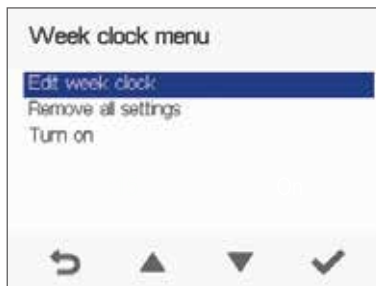 Week clock menu
Edit week clock
Remove all settings
Turn on